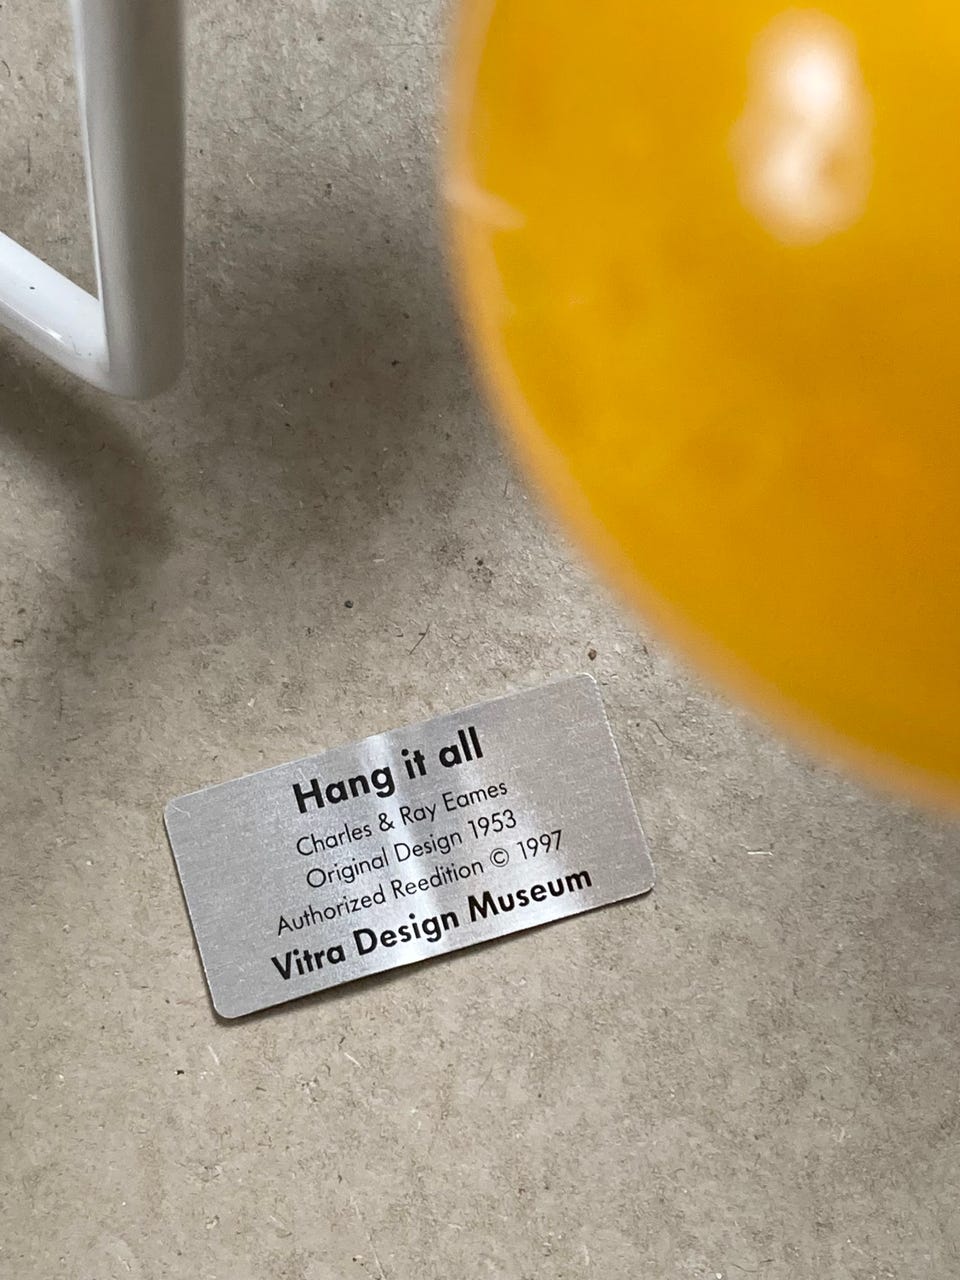 Hang it all
Charles & Ray Eames
Original Design 1953
Authorized Reedition © 1997
Vitra Design Museum